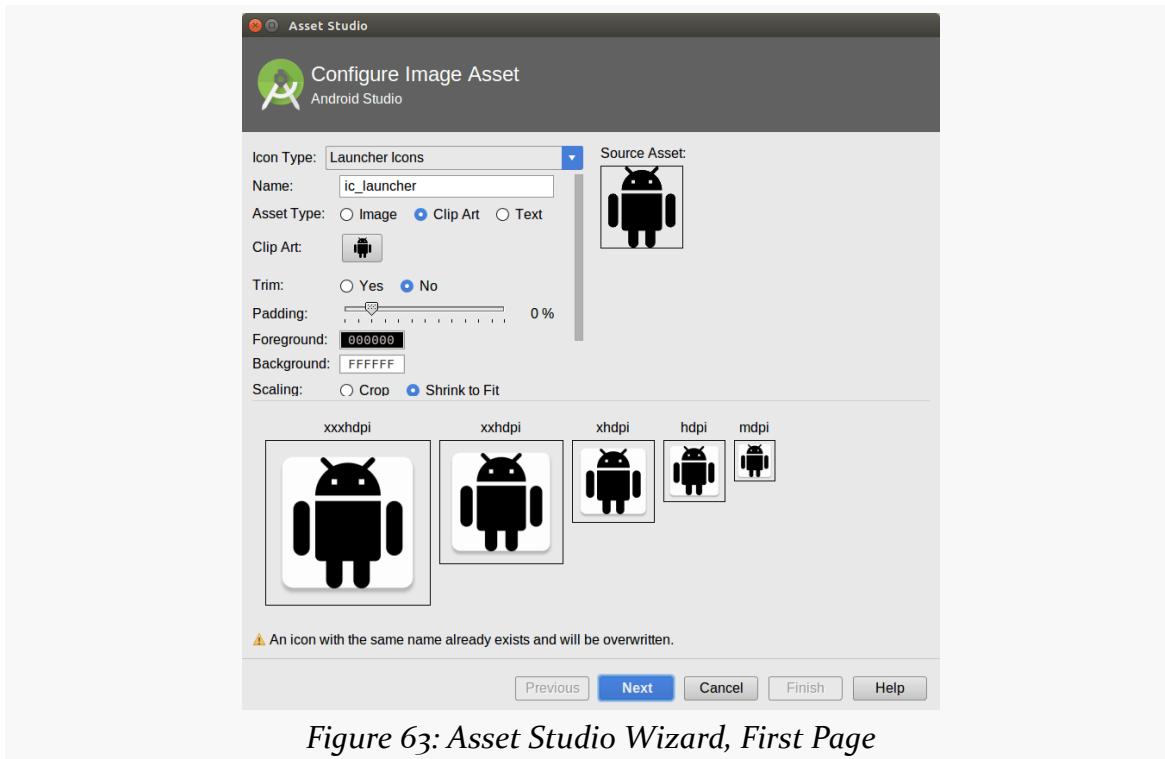 Asset Studio
Configure Image Asset
Android Studio
Icon Type: Launcher Icons
Source Asset:
Name: ic_launcher
Asset Type: Image Clip Art Text
Clip Art:
Trim: Yes No
Padding: 0 %
Foreground: 000000
Background: FFFFFF
Scaling: Crop Shrink to Fit
xxxhdpi xxhdpi xhdpi hdpi mdpi
An icon with the same name already exists and will be overwritten.
Previous Next Cancel Finish Help
Figure 63: Asset Studio Wizard, First Page